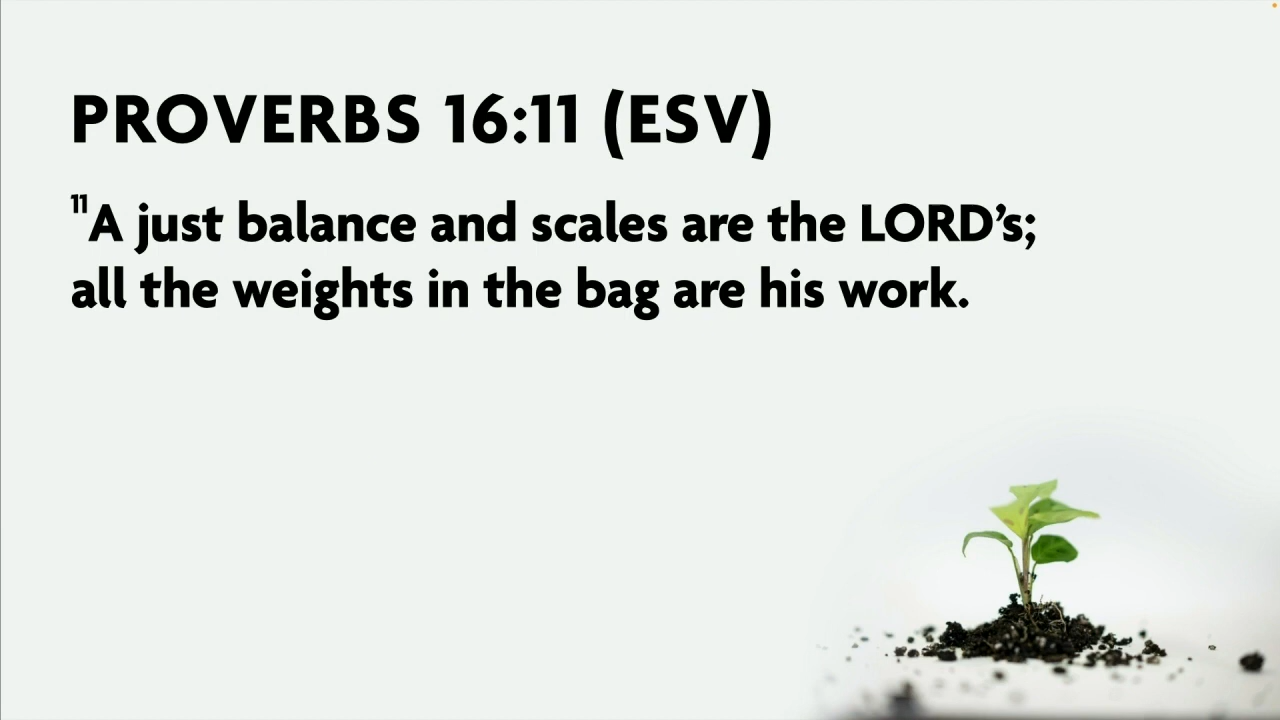 PROVERBS 16:11 (ESV)
11A just balance and scales are the LORD’s;
all the weights in the bag are his work.